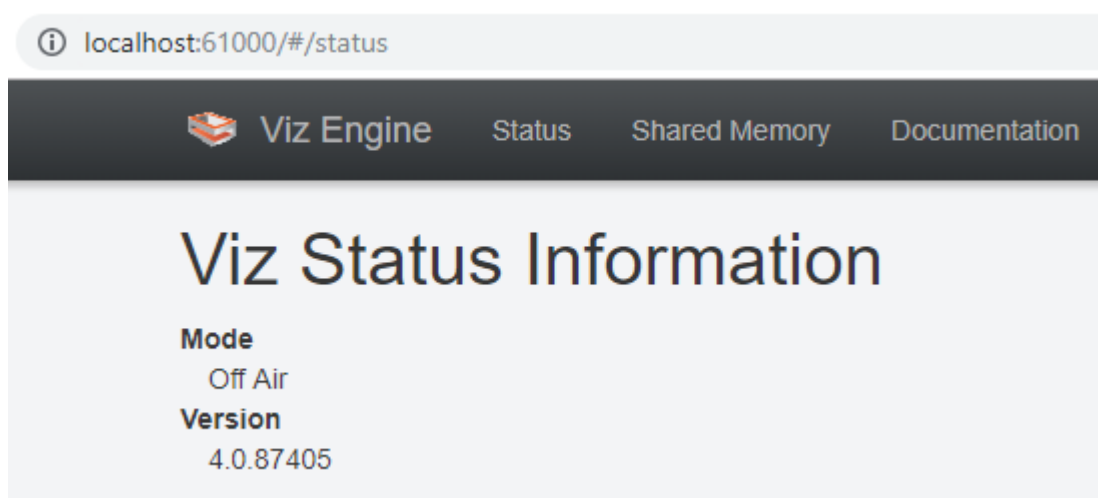 localhost:61000/#/status
Viz Engine Status Shared Memory Documentation
Viz Status Information
Mode
Off Air
Version
4.0.87405